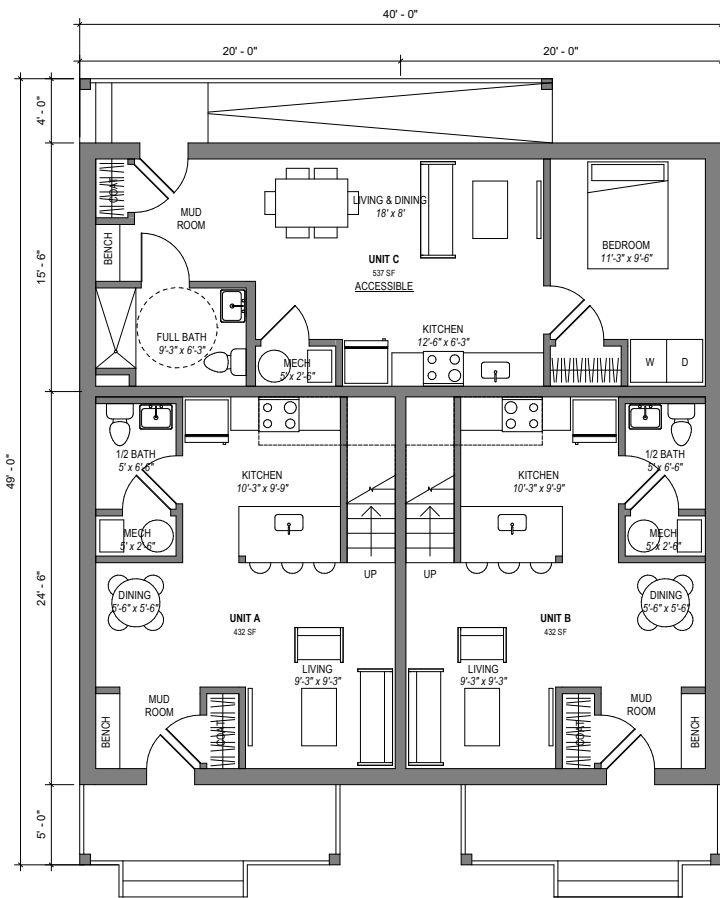 40' - 0"
20' - 0"
20' - 0"
4' - 0"
15' - 6"
49' - 0"
24' - 6"
5' - 0"
COAT
MUD
ROOM
BENCH
LIVING & DINING
18' x 8'
UNIT C
537 SF
ACCESSIBLE
BEDROOM
11'-3" x 9'-6"
FULL BATH
9'-3" x 6'-3"
MECH
5' x 2'-6"
KITCHEN
12'-6" x 6'-3"
W
D
1/2 BATH
5' x 6'-6"
KITCHEN
10'-3" x 9'-9"
KITCHEN
10'-3" x 9'-9"
1/2 BATH
5' x 6'-6"
MECH
5' x 2'-6"
UP
UP
MECH
5' x 2'-6"
DINING
5'-6" x 5'-6"
UNIT A
432 SF
UNIT B
432 SF
DINING
5'-6" x 5'-6"
LIVING
9'-3" x 9'-3"
LIVING
9'-3" x 9'-3"
MUD
ROOM
BENCH
COAT
COAT
MUD
ROOM
BENCH